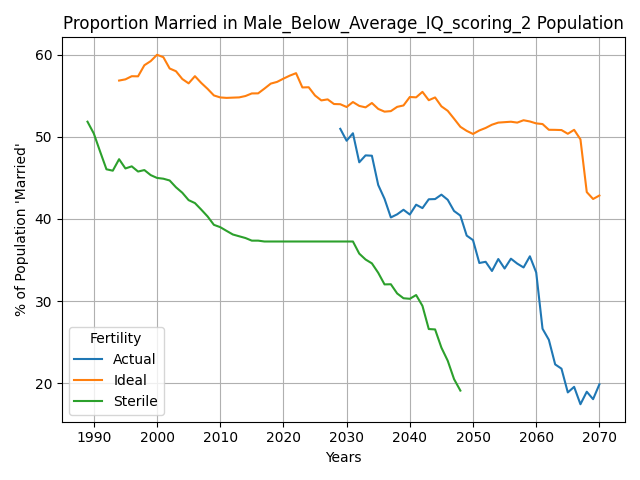 Proportion Married in Male_Below_Average_IQ_scoring_2 Population
% of Population 'Married'
60
50
40
30
20
Fertility
Actual
Ideal
Sterile
1990 2000 2010 2020 2030 2040 2050 2060 2070
Years